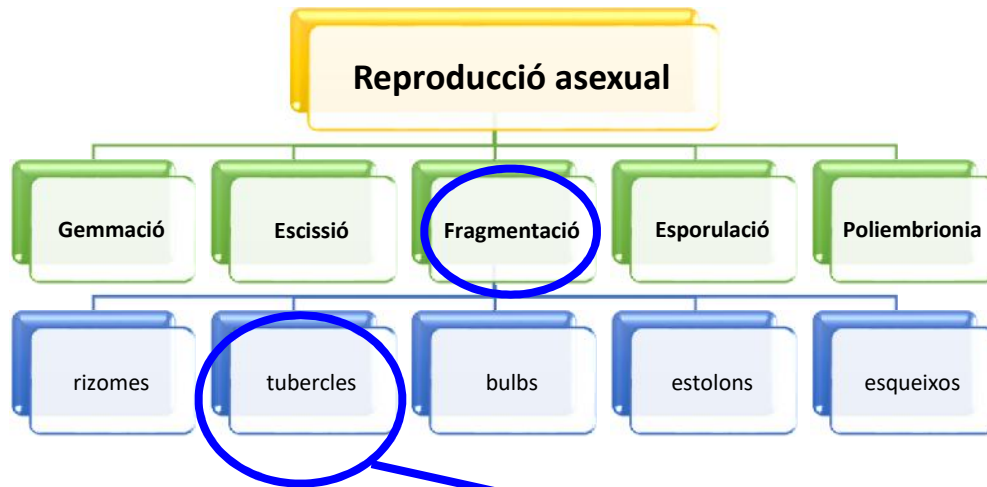 Reproducció asexual
Gemmació
Escissió
Fragmentació
Esporulació
Poliembrionia
rizomes
tubercles
bulbs
estolons
esqueixos